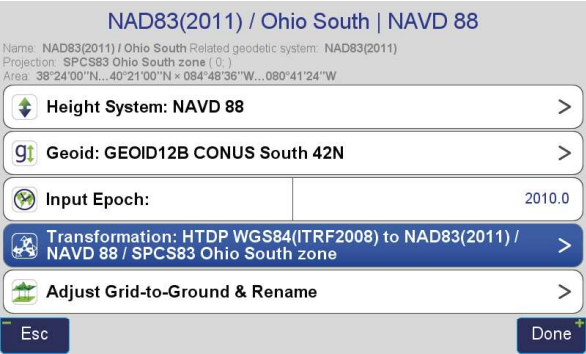 NAD83(2011) / Ohio South | NAVD 88
Name: NAD83(2011) / Ohio South Related geodetic system: NAD83(2011)
Projection: SPCS83 Ohio South zone ( 0; )
Area: 38°24'00"N...40°21'00"N × 084°48'36"W...080°41'24"W
Height System: NAVD 88 >
g Geoid: GEOID12B CONUS South 42N >
Input Epoch: 2010.0
Transformation: HTDP WGS84(ITRF2008) to NAD83(2011) /
NAVD 88 / SPCS83 Ohio South zone >
Adjust Grid-to-Ground & Rename >
- Esc Done +